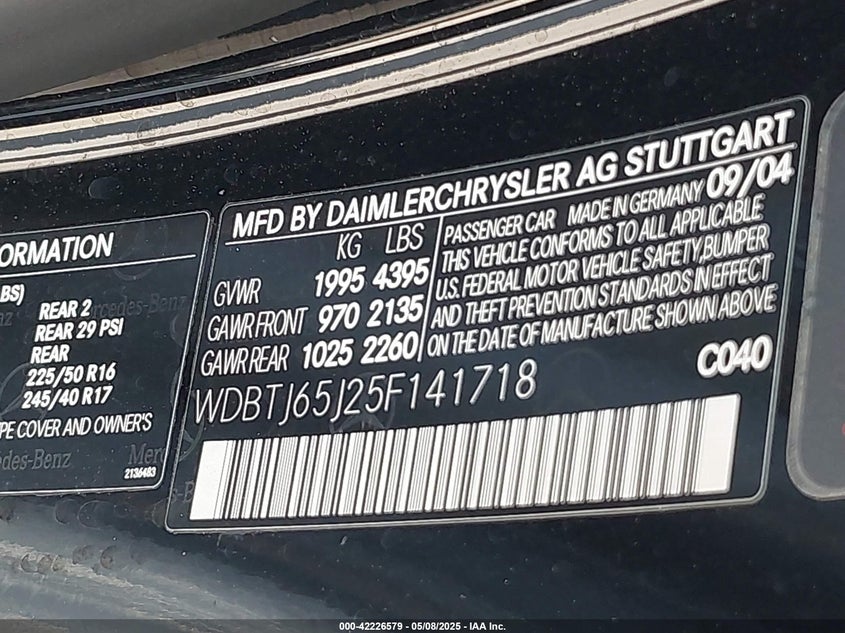 ORMATION
BS)
REAR 2
REAR 29 PSI
REAR
225/50 R16
245/40 R17
PE COVER AND OWNER'S
des-Benz
Mer
2136483
MFD BY DAIMLERCHRYSLER AG STUTTGART
KG LBS
GVWR 1995 4395
GAWR FRONT 970 2135
GAWR REAR 1025 2260
PASSENGER CAR MADE IN GERMANY 09/04
THIS VEHICLE CONFORMS TO ALL APPLICABLE
U.S. FEDERAL MOTOR VEHICLE SAFETY,BUMPER
AND THEFT PREVENTION STANDARDS IN EFFECT
ON THE DATE OF MANUFACTURE SHOWN ABOVE
C040
WDBTJ65J25F141718
000-42226579 - 05/08/2025 - IAA Inc.